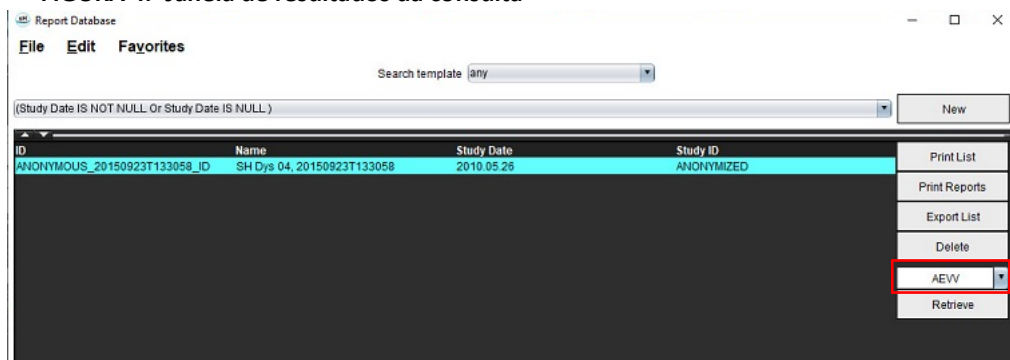 Report Database
File Edit Favorites
Search template any
(Study Date IS NOT NULL Or Study Date IS NULL )
New
ID Name Study Date Study ID
ANONYMOUS_20150923T133058_ID SH Dys 04, 20150923T133058 2010.05.26 ANONYMIZED
Print List
Print Reports
Export List
Delete
AEVV
Retrieve